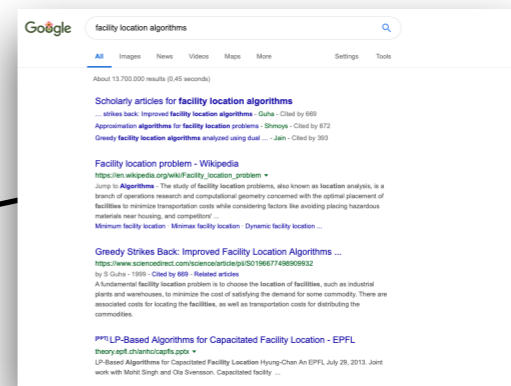 Google
facility location algorithms
All Images News Videos Maps More Settings Tools
About 13.700.000 results (0,45 seconds)
Scholarly articles for facility location algorithms
... strikes back: Improved facility location algorithms - Guha - Cited by 669
Approximation algorithms for facility location problems - Shmoys - Cited by 872
Greedy facility location algorithms analyzed using dual ... - Jain - Cited by 393
Facility location problem - Wikipedia
https://en.wikipedia.org/wiki/Facility_location_problem
Jump to Algorithms - The study of facility location problems, also known as location analysis, is a
branch of operations research and computational geometry concerned with the optimal placement of
facilities to minimize transportation costs while considering factors like avoiding placing hazardous
materials near housing, and competitors' ...
Minimum facility location · Minimax facility location · Dynamic facility location ...
Greedy Strikes Back: Improved Facility Location Algorithms ...
https://www.sciencedirect.com/science/article/pii/S0196677498909932
by S Guha - 1999 - Cited by 669 - Related articles
A fundamental facility location problem is to choose the location of facilities, such as industrial
plants and warehouses, to minimize the cost of satisfying the demand for some commodity. There are
associated costs for locating the facilities, as well as transportation costs for distributing the
commodities.
[PPT] LP-Based Algorithms for Capacitated Facility Location - EPFL
theory.epfl.ch/anhc/capfls.pptx
LP-Based Algorithms for Capacitated Facility Location Hyung-Chan An EPFL July 29, 2013. Joint
work with Mohit Singh and Ola Svensson. Capacitated facility ...